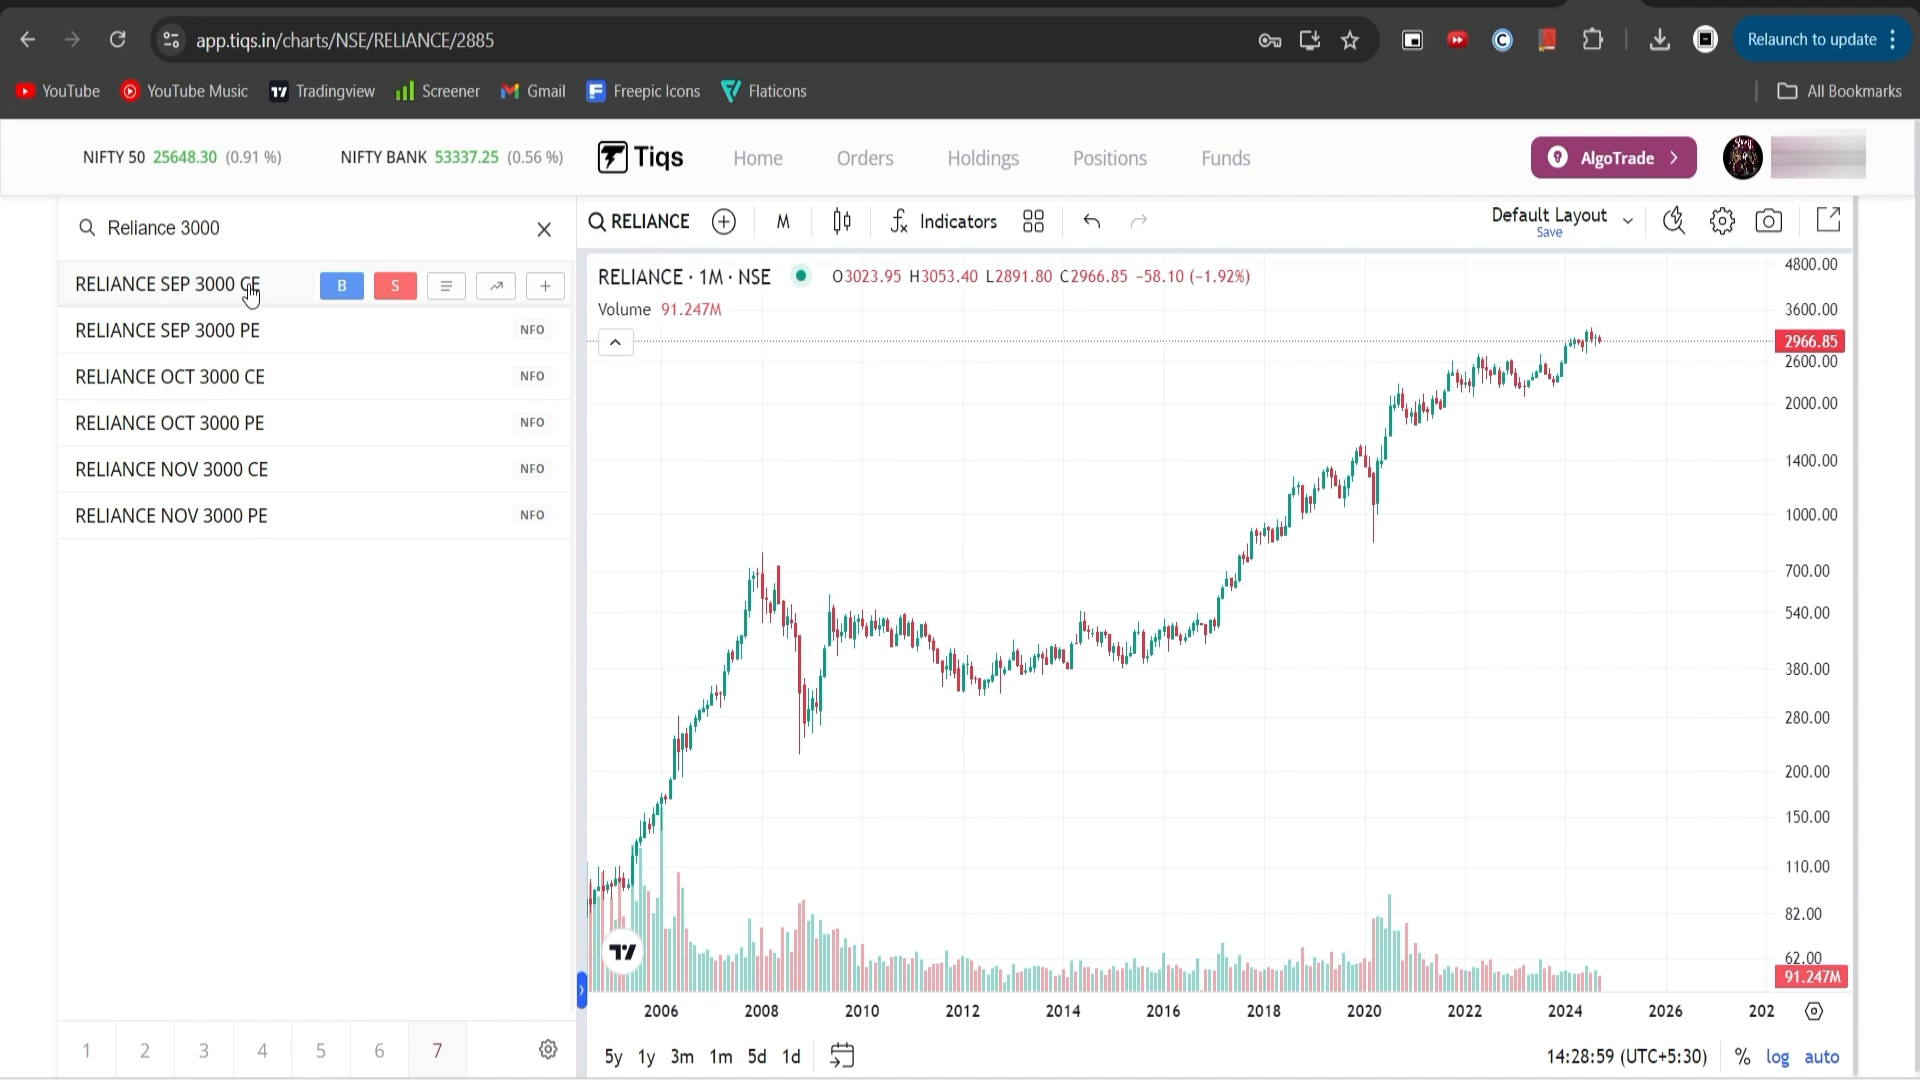 app.tiqs.in/charts/NSE/RELIANCE/2885
Relaunch to update
YouTube
YouTube Music
Tradingview
Screener
Gmail
Freepic Icons
Flaticons
All Bookmarks
NIFTY 50 25648.30 (0.91 %)
NIFTY BANK 53337.25 (0.56 %)
Tiqs
Home
Orders
Holdings
Positions
Funds
AlgoTrade
Reliance 3000
RELIANCE SEP 3000 CE
B
S
RELIANCE SEP 3000 PE NFO
RELIANCE OCT 3000 CE NFO
RELIANCE OCT 3000 PE NFO
RELIANCE NOV 3000 CE NFO
RELIANCE NOV 3000 PE NFO
1 2 3 4 5 6 7
RELIANCE
M
Indicators
Default Layout
Save
RELIANCE · 1M · NSE O3023.95 H3053.40 L2891.80 C2966.85 −58.10 (−1.92%)
Volume 91.247M
4800.00
3600.00
2966.85
2600.00
2000.00
1400.00
1000.00
700.00
540.00
380.00
280.00
200.00
150.00
110.00
82.00
62.00
91.247M
2006 2008 2010 2012 2014 2016 2018 2020 2022 2024 2026 202
5y 1y 3m 1m 5d 1d
14:28:59 (UTC+5:30)
% log auto